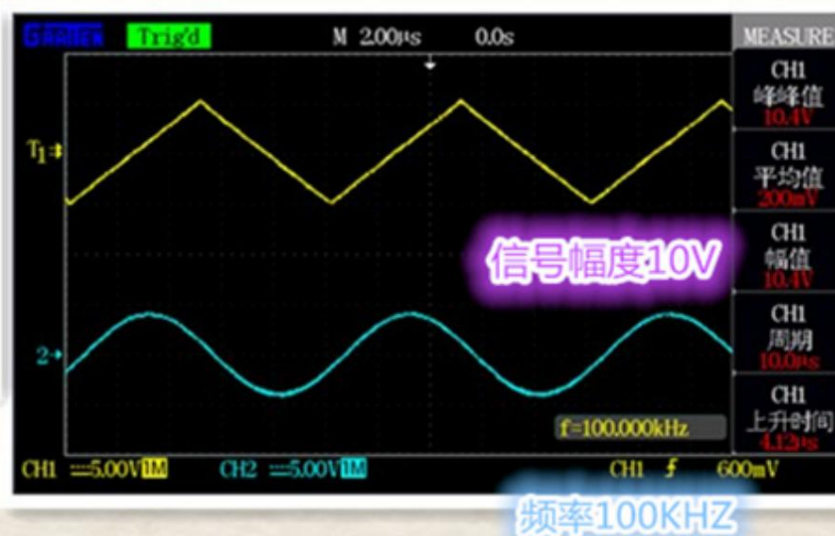 GRATTEN Trig'd M 2.00μs 0.0s MEASURE
CH1
峰峰值
10.4V
T1
CH1
平均值
200mV
CH1
幅值
10.4V
信号幅度10V
CH1
周期
10.0μs
2
CH1
上升时间
4.12μs
f=100.000kHz
CH1 5.00V 1M CH2 5.00V 1M CH1 600mV
频率100KHZ